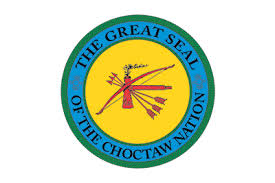 THE GREAT SEAL
OF THE CHOCTAW NATION